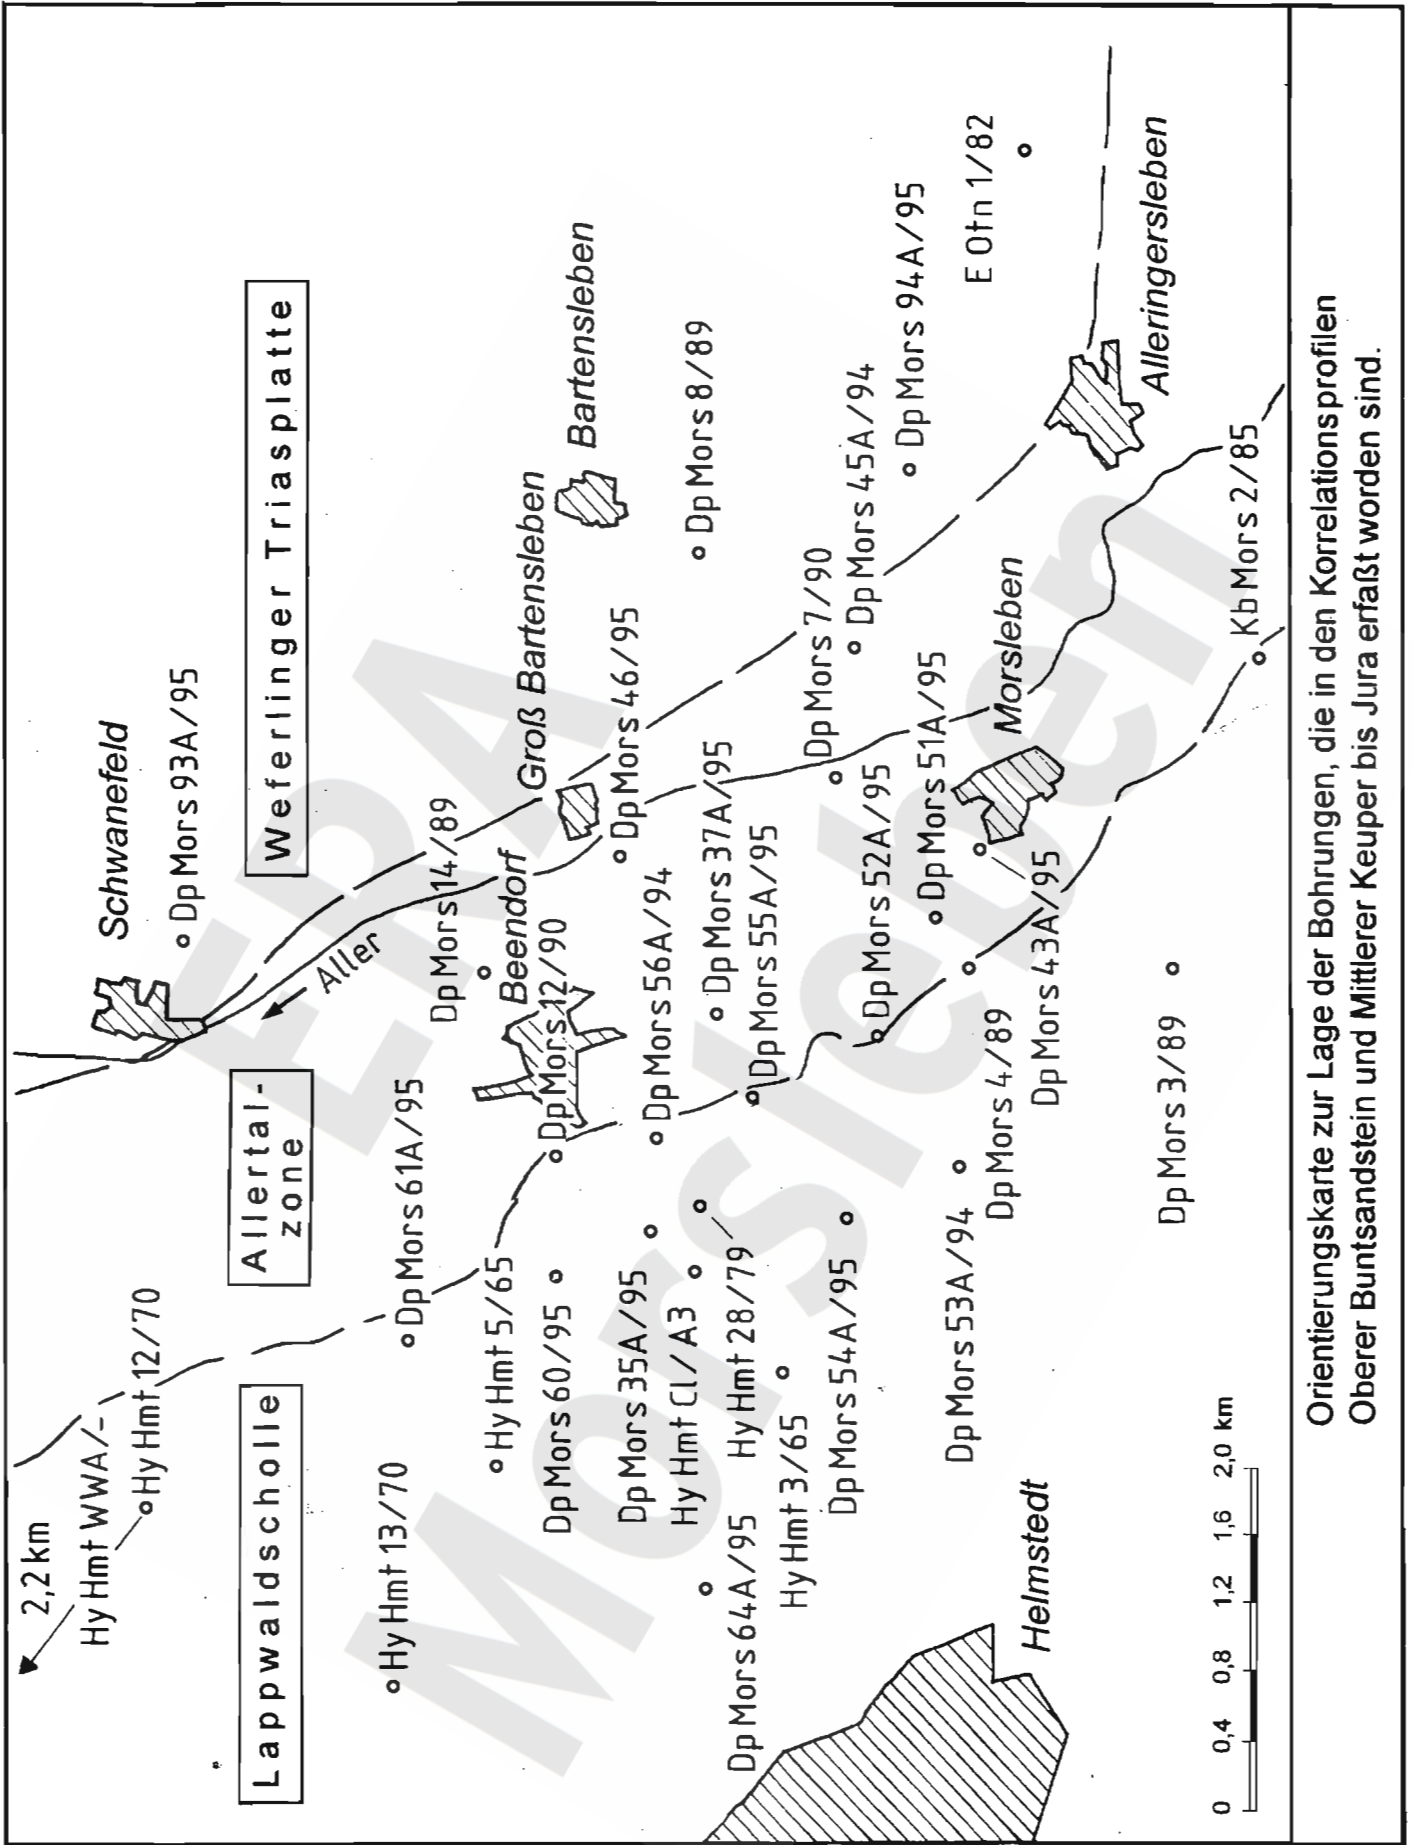 2,2 km
Hy Hmt WWA/-
Hy Hmt 12/70
Schwanefeld
Dp Mors 93A/95
Lappwaldscholle
Allertal-
zone
Weferlinger Triasplatte
Aller
Hy Hmt 13/70
Dp Mors 61A/95
Dp Mors 14/89
Hy Hmt 5/65
Beendorf
Groß Bartensleben
Dp Mors 60/95
Dp Mors 12/90
Bartensleben
Dp Mors 46/95
Dp Mors 35A/95
Dp Mors 56A/94
Hy Hmt Cl/A3
Dp Mors 8/89
Dp Mors 37A/95
Hy Hmt 28/79
Dp Mors 64A/95
Dp Mors 55A/95
Hy Hmt 3/65
Dp Mors 7/90
Dp Mors 54A/95
Dp Mors 45A/94
Dp Mors 52A/95
Dp Mors 94A/95
Dp Mors 51A/95
Dp Mors 53A/94
E Ofn 1/82
Dp Mors 4/89
Morsleben
Helmstedt
Dp Mors 43A/95
Alleringersleben
Dp Mors 3/89
Kb Mors 2/85
0 0,4 0,8 1,2 1,6 2,0 km
Orientierungskarte zur Lage der Bohrungen, die in den Korrelationsprofilen
Oberer Buntsandstein und Mittlerer Keuper bis Jura erfaßt worden sind.
ERA
Morsleben